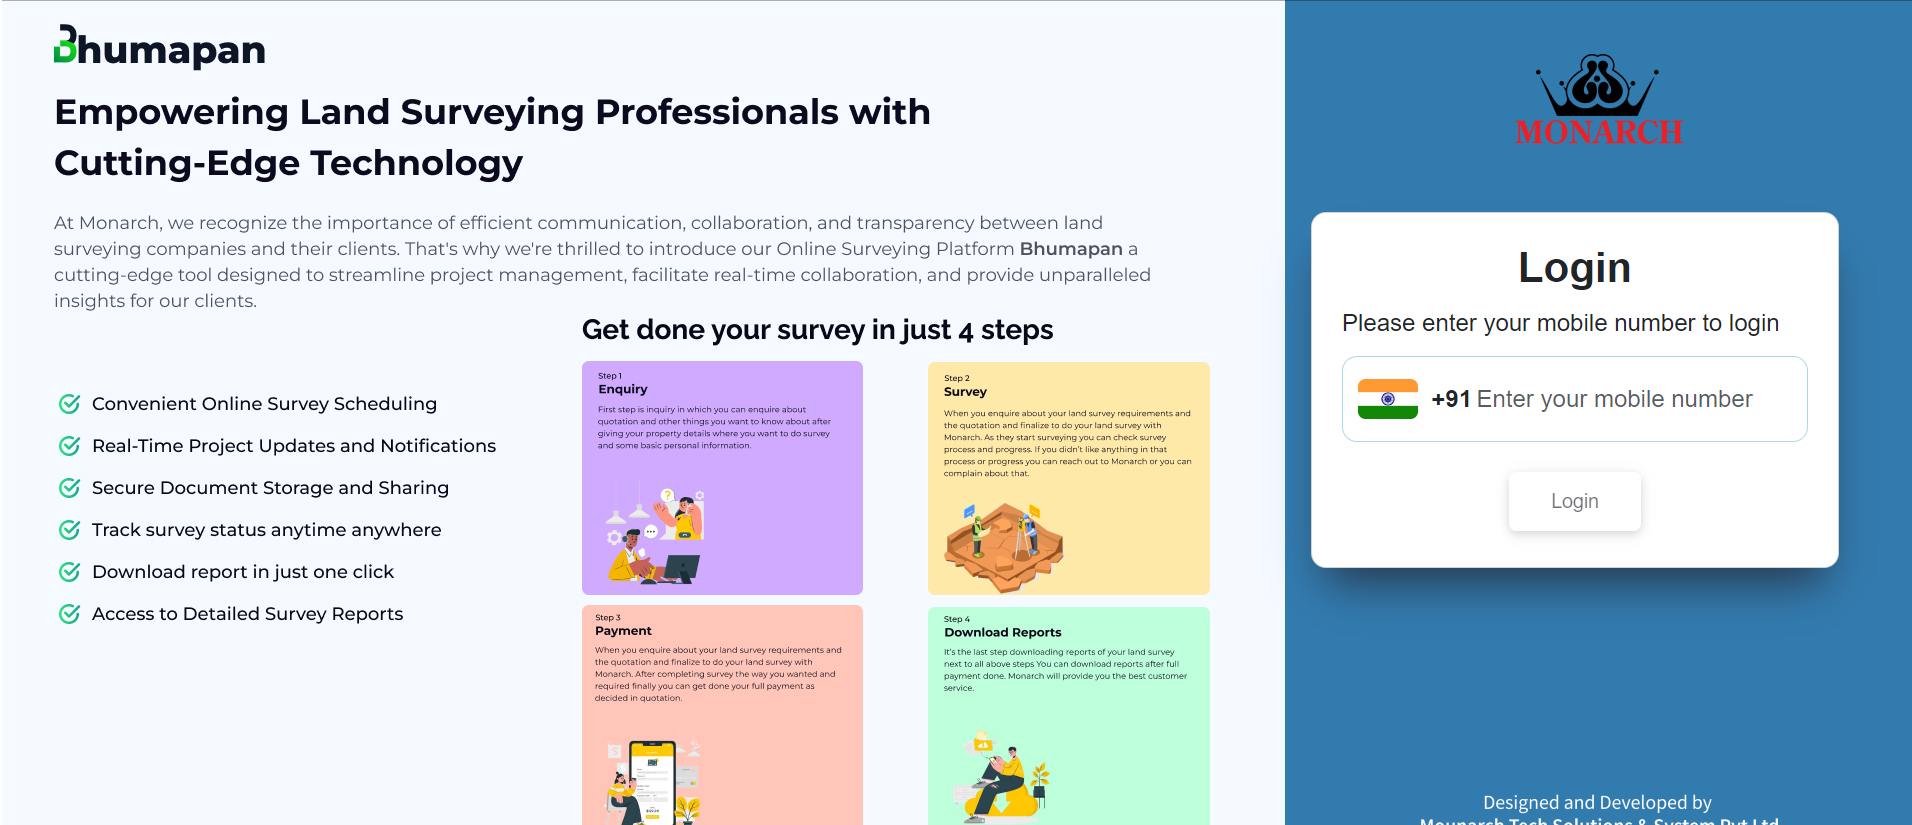 Bhumapan
Empowering Land Surveying Professionals with
Cutting-Edge Technology
At Monarch, we recognize the importance of efficient communication, collaboration, and transparency between land
surveying companies and their clients. That's why we're thrilled to introduce our Online Surveying Platform Bhumapan a
cutting-edge tool designed to streamline project management, facilitate real-time collaboration, and provide unparalleled
insights for our clients.
Convenient Online Survey Scheduling
Real-Time Project Updates and Notifications
Secure Document Storage and Sharing
Track survey status anytime anywhere
Download report in just one click
Access to Detailed Survey Reports
Get done your survey in just 4 steps
Step 1
Enquiry
First step is inquiry in which you can enquire about
quotation and other things you want to know about after
giving your property details where you want to do survey
and some basic personal information.
Step 2
Survey
When you enquire about your land survey requirements and
the quotation and finalize to do your land survey with
Monarch. As they start surveying you can check survey
process and progress. If you didn't like anything in that
process or progress you can reach out to Monarch or you can
complain about that.
Step 3
Payment
When you enquire about your land survey requirements and
the quotation and finalize to do your land survey with
Monarch. After completing survey the way you wanted and
required finally you can get done your full payment as
decided in quotation.
Step 4
Download Reports
It's the last step downloading reports of your land survey
next to all above steps You can download reports after full
payment done. Monarch will provide you the best customer
service.
MONARCH
Login
Please enter your mobile number to login
+91 Enter your mobile number
Login
Designed and Developed by
Mounarch Tech Solutions & System Pvt Ltd